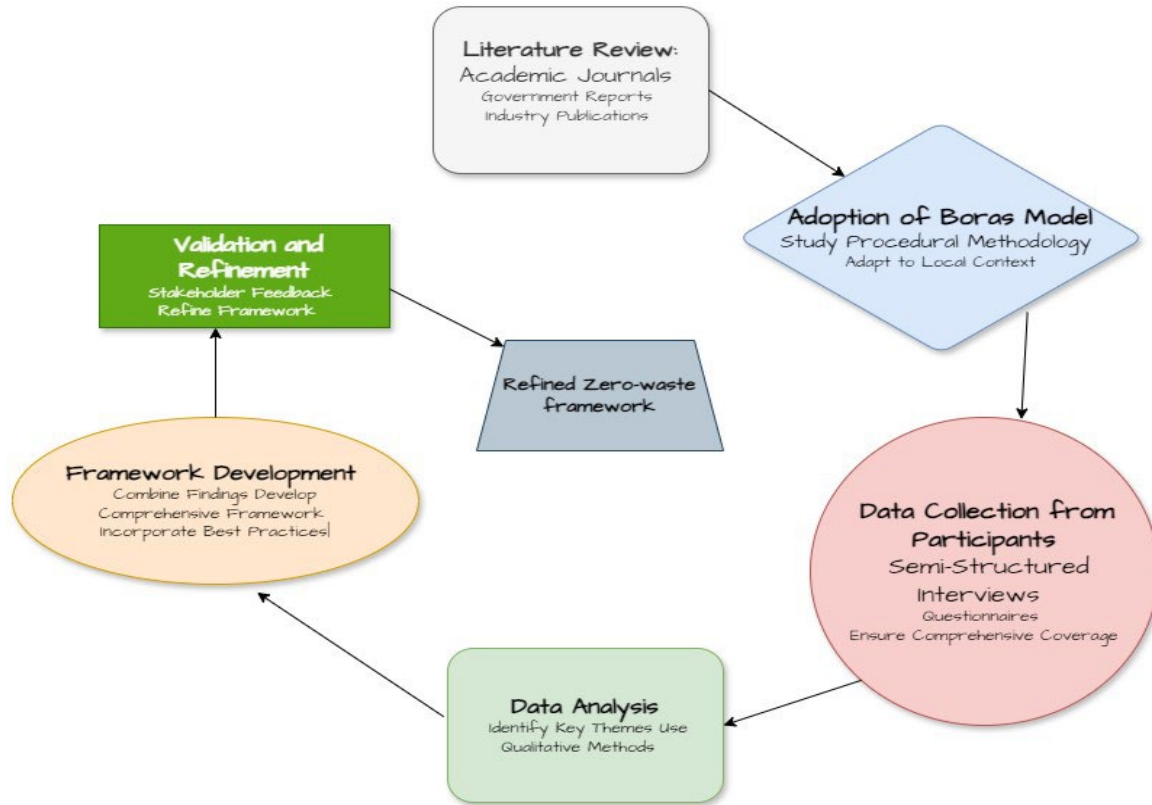 Literature Review:
Academic Journals
Government Reports
Industry Publications
Adoption of Boras Model
Study Procedural Methodology
Adapt to Local Context
Data Collection from
Participants
Semi-Structured
Interviews
Questionnaires
Ensure Comprehensive Coverage
Data Analysis
Identify Key Themes Use
Qualitative Methods
Framework Development
Combine Findings Develop
Comprehensive Framework
Incorporate Best Practices|
Validation and
Refinement
Stakeholder Feedback
Refine Framework
Refined Zero-waste
framework